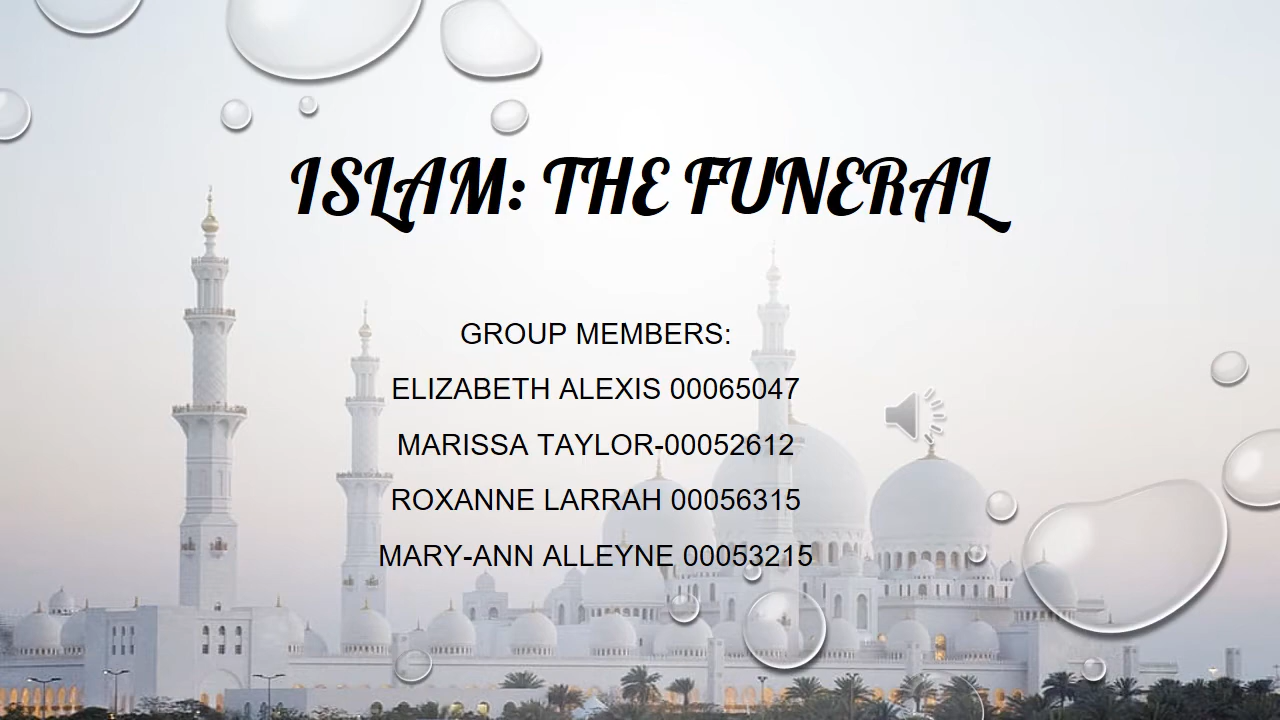 ISLAM: THE FUNERAL
GROUP MEMBERS:
ELIZABETH ALEXIS 00065047
MARISSA TAYLOR-00052612
ROXANNE LARRAH 00056315
MARY-ANN ALLEYNE 00053215